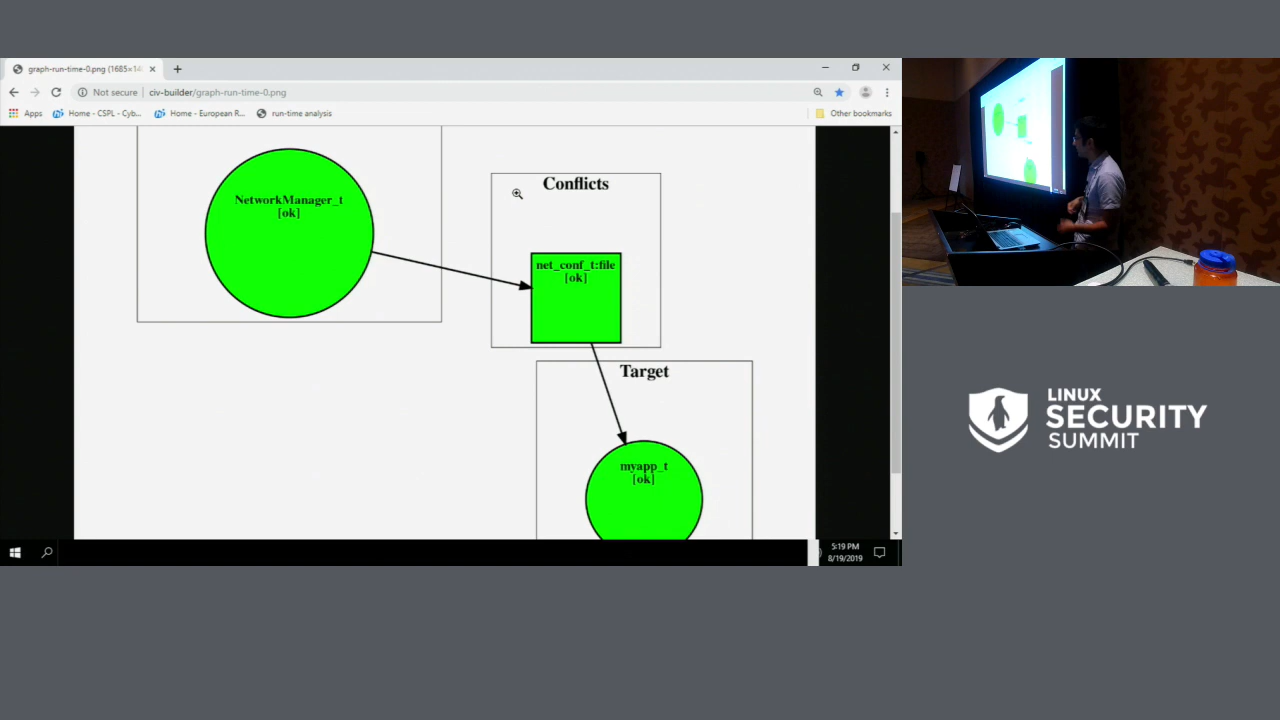 graph-run-time-0.png (1685×14
Not secure
civ-builder/graph-run-time-0.png
Apps
Home - CSPL - Cyb...
Home - European R...
run-time analysis
Other bookmarks
NetworkManager_t
[ok]
Conflicts
net_conf_t:file
[ok]
Target
myapp_t
[ok]
5:19 PM
8/19/2019
LINUX
SECURITY
SUMMIT